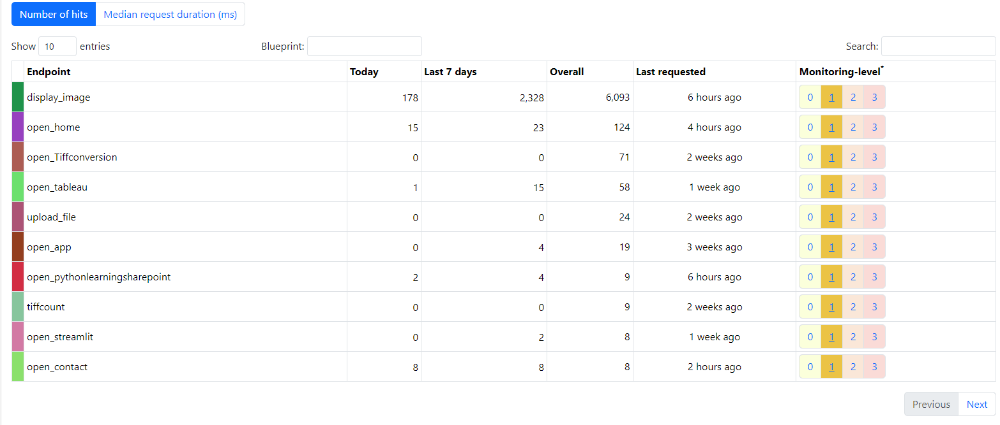 Number of hits Median request duration (ms)
Show 10 entries Blueprint: Search:
Endpoint Today Last 7 days Overall Last requested Monitoring-level*
display_image 178 2,328 6,093 6 hours ago 0 1 2 3
open_home 15 23 124 4 hours ago 0 1 2 3
open_Tiffconversion 0 0 71 2 weeks ago 0 1 2 3
open_tableau 1 15 58 1 week ago 0 1 2 3
upload_file 0 0 24 2 weeks ago 0 1 2 3
open_app 0 4 19 3 weeks ago 0 1 2 3
open_pythonlearningsharepoint 2 4 9 6 hours ago 0 1 2 3
tiffcount 0 0 9 2 weeks ago 0 1 2 3
open_streamlit 0 2 8 1 week ago 0 1 2 3
open_contact 8 8 8 2 hours ago 0 1 2 3
Previous Next